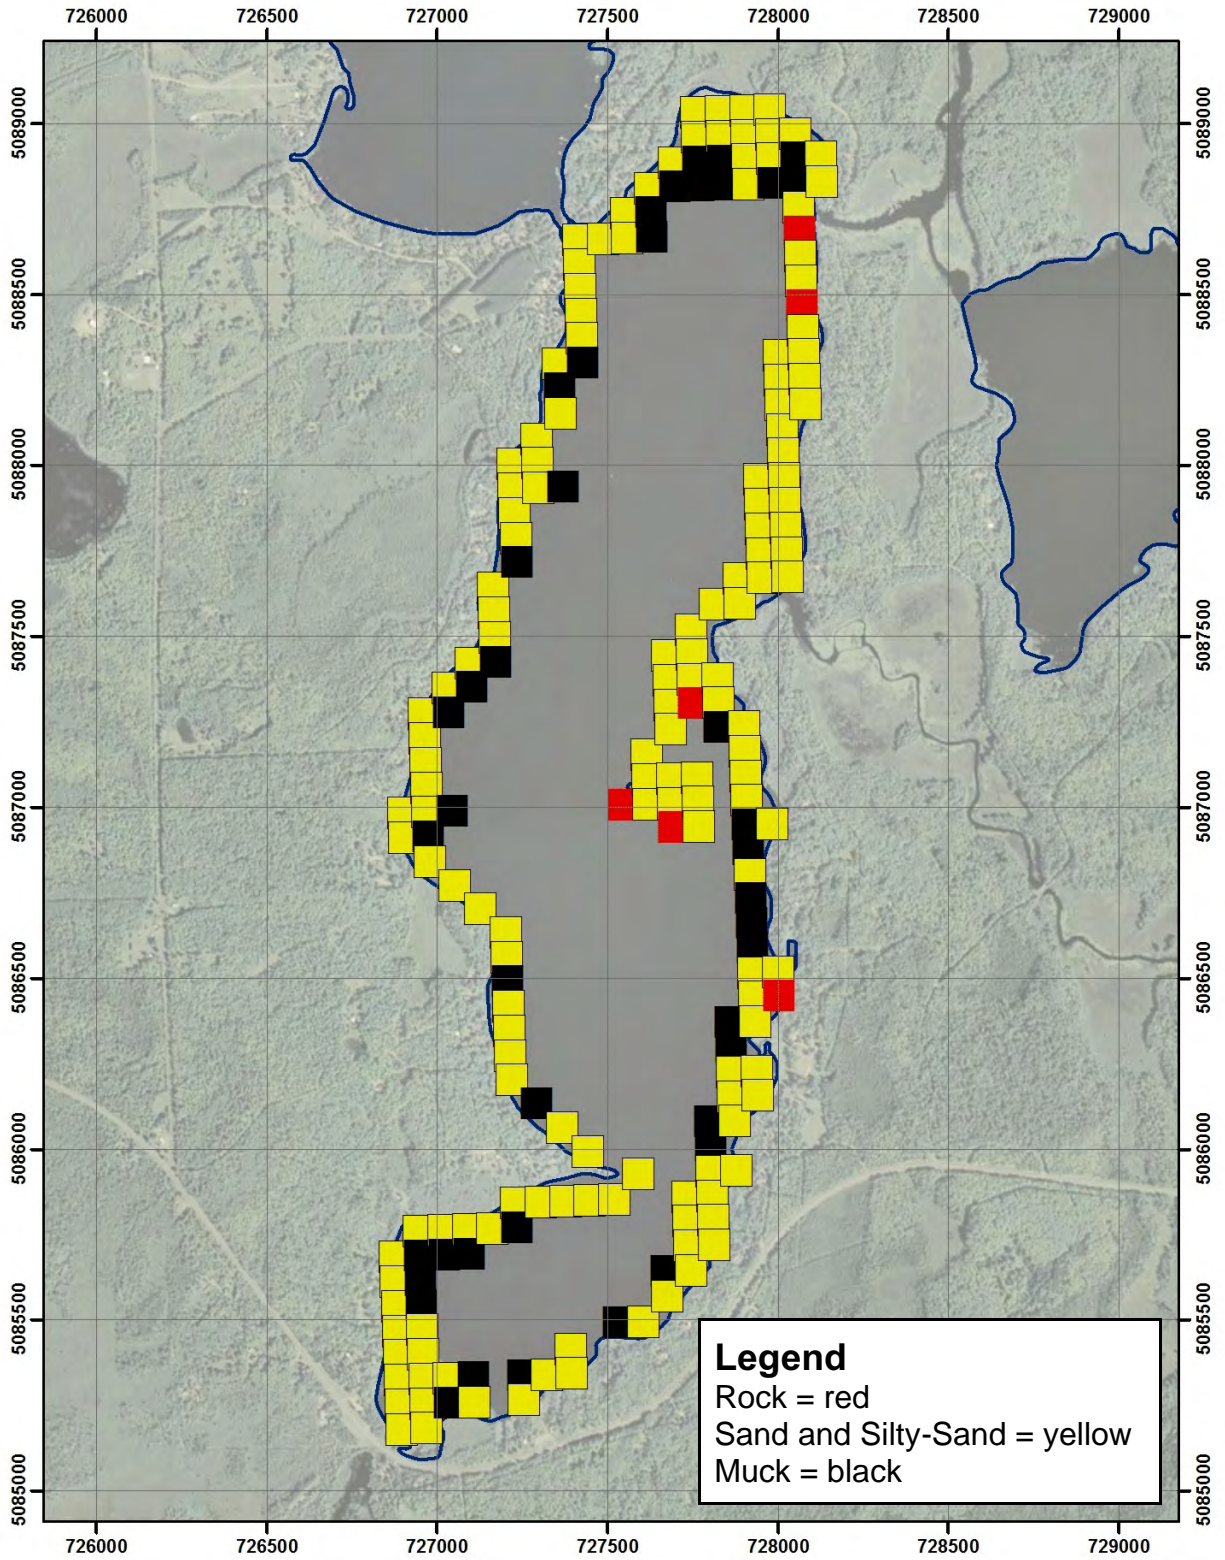 726000 726500 727000 727500 728000 728500 729000
5089000 5089000
5088500 5088500
5088000 5088000
5087500 5087500
5087000 5087000
5086500 5086500
5086000 5086000
5085500 5085500
5085000 5085000
Legend
Rock = red
Sand and Silty-Sand = yellow
Muck = black
726000 726500 727000 727500 728000 728500 729000